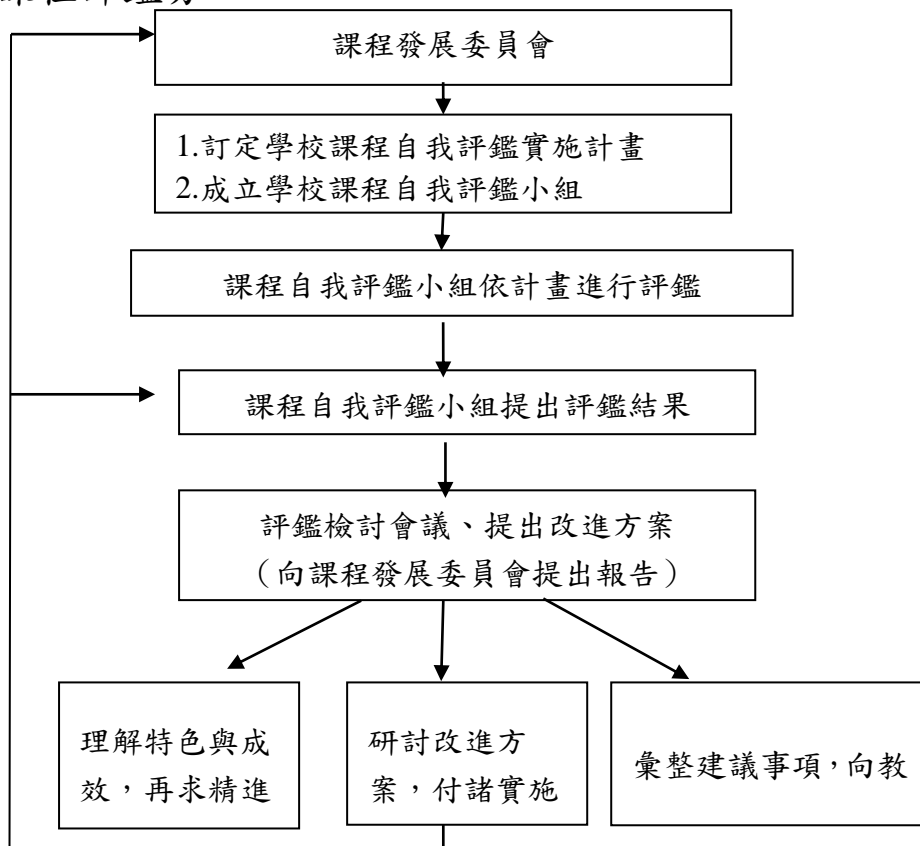 課程發展委員會
1.訂定學校課程自我評鑑實施計畫
2.成立學校課程自我評鑑小組
課程自我評鑑小組依計畫進行評鑑
課程自我評鑑小組提出評鑑結果
評鑑檢討會議、提出改進方案
（向課程發展委員會提出報告）
理解特色與成
效，再求精進
研討改進方
案，付諸實施
彙整建議事項，向教